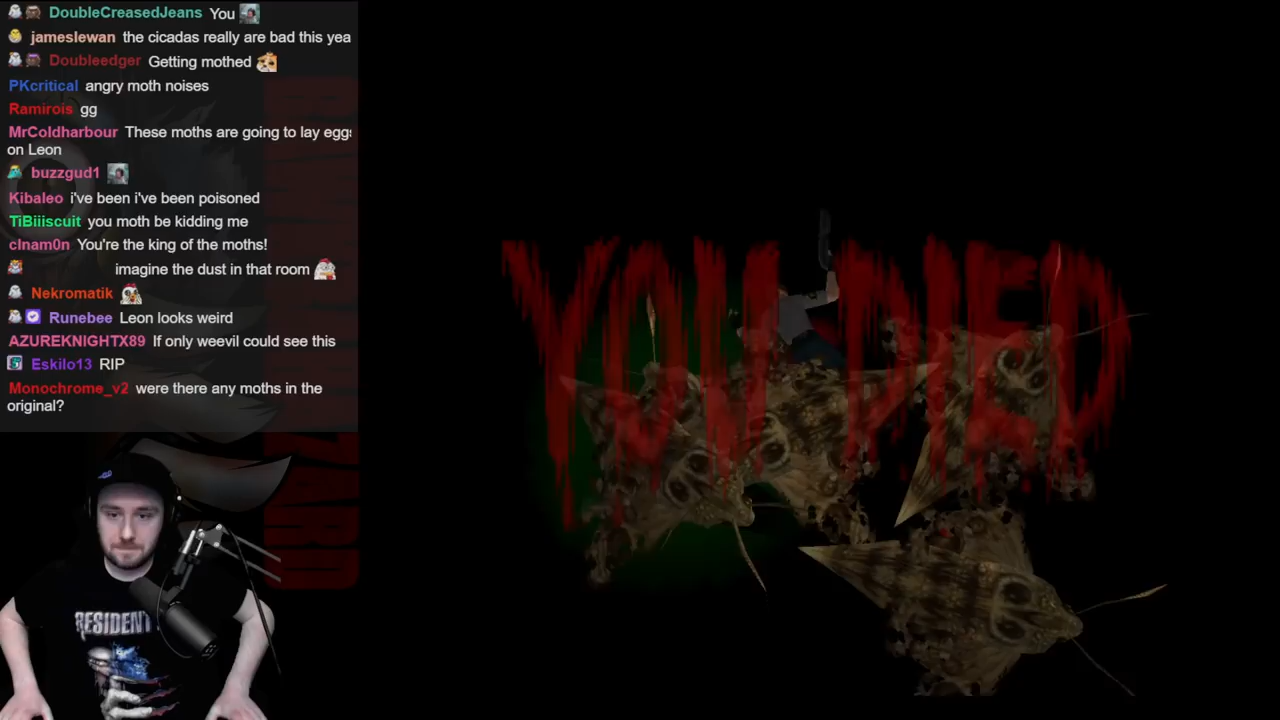 DoubleCreasedJeans You
jameslewan the cicadas really are bad this yea
Doubleedger Getting mothed
PKcritical angry moth noises
Ramirois gg
MrColdharbour These moths are going to lay eggs
on Leon
buzzgud1
Kibaleo i've been i've been poisoned
TiBiiiscuit you moth be kidding me
clnam0n You're the king of the moths!
imagine the dust in that room
Nekromatik
Runebee Leon looks weird
AZUREKNIGHTX89 If only weevil could see this
Eskilo13 RIP
Monochrome_v2 were there any moths in the
original?
YOU DIED
RESIDENT